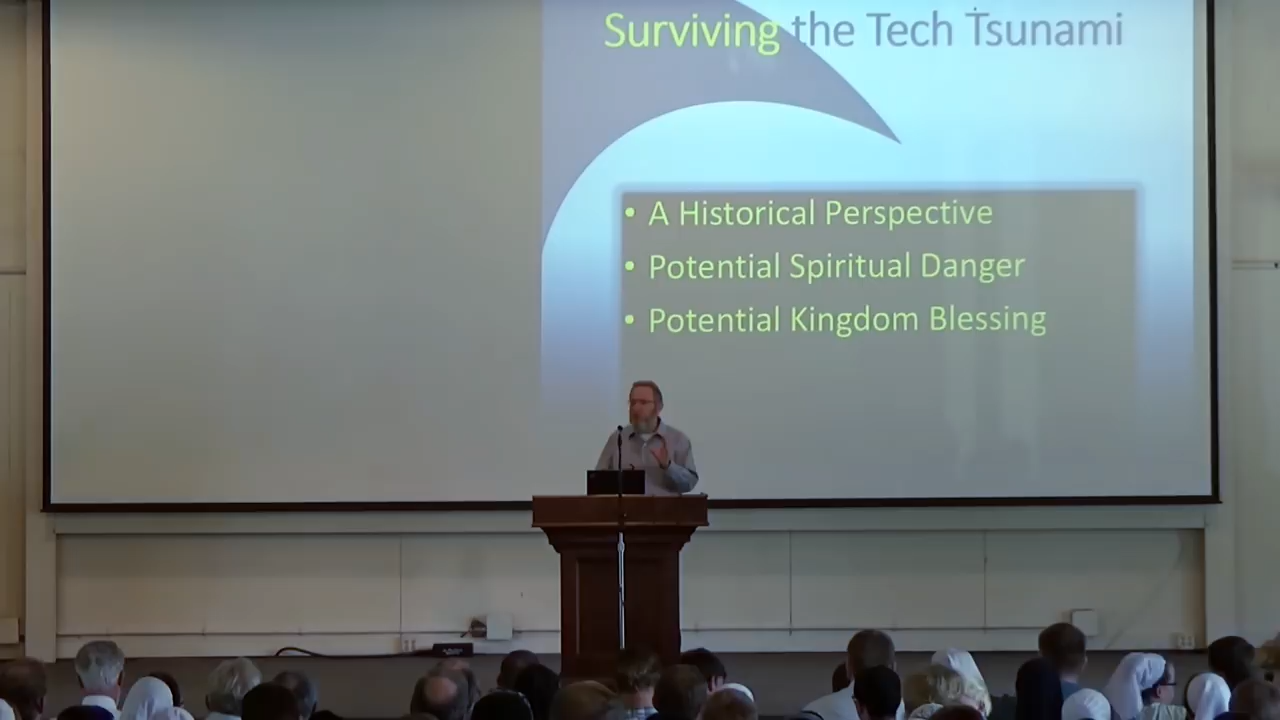 Surviving the Tech Tsunami
• A Historical Perspective
• Potential Spiritual Danger
• Potential Kingdom Blessing